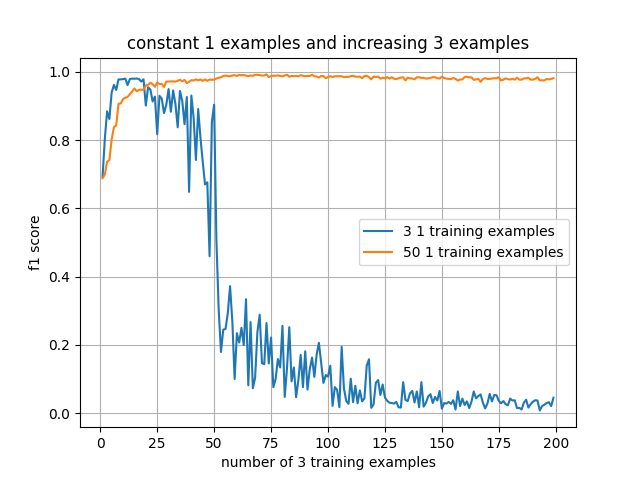 constant 1 examples and increasing 3 examples
1.0
0.8
0.6
0.4
0.2
0.0
f1 score
3 1 training examples
50 1 training examples
0 25 50 75 100 125 150 175 200
number of 3 training examples